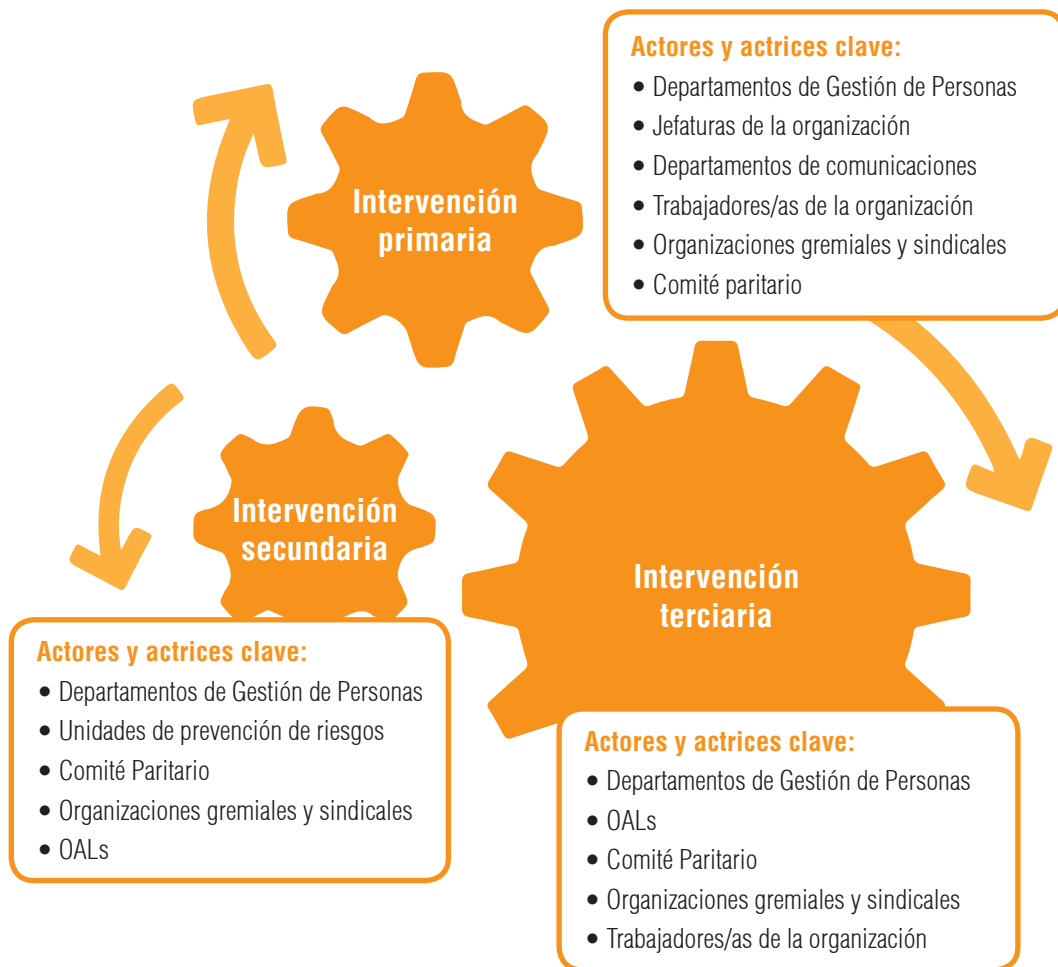 Intervención
primaria
Actores y actrices clave:
• Departamentos de Gestión de Personas
• Jefaturas de la organización
• Departamentos de comunicaciones
• Trabajadores/as de la organización
• Organizaciones gremiales y sindicales
• Comité paritario
Intervención
secundaria
Actores y actrices clave:
• Departamentos de Gestión de Personas
• Unidades de prevención de riesgos
• Comité Paritario
• Organizaciones gremiales y sindicales
• OALs
Intervención
terciaria
Actores y actrices clave:
• Departamentos de Gestión de Personas
• OALs
• Comité Paritario
• Organizaciones gremiales y sindicales
• Trabajadores/as de la organización